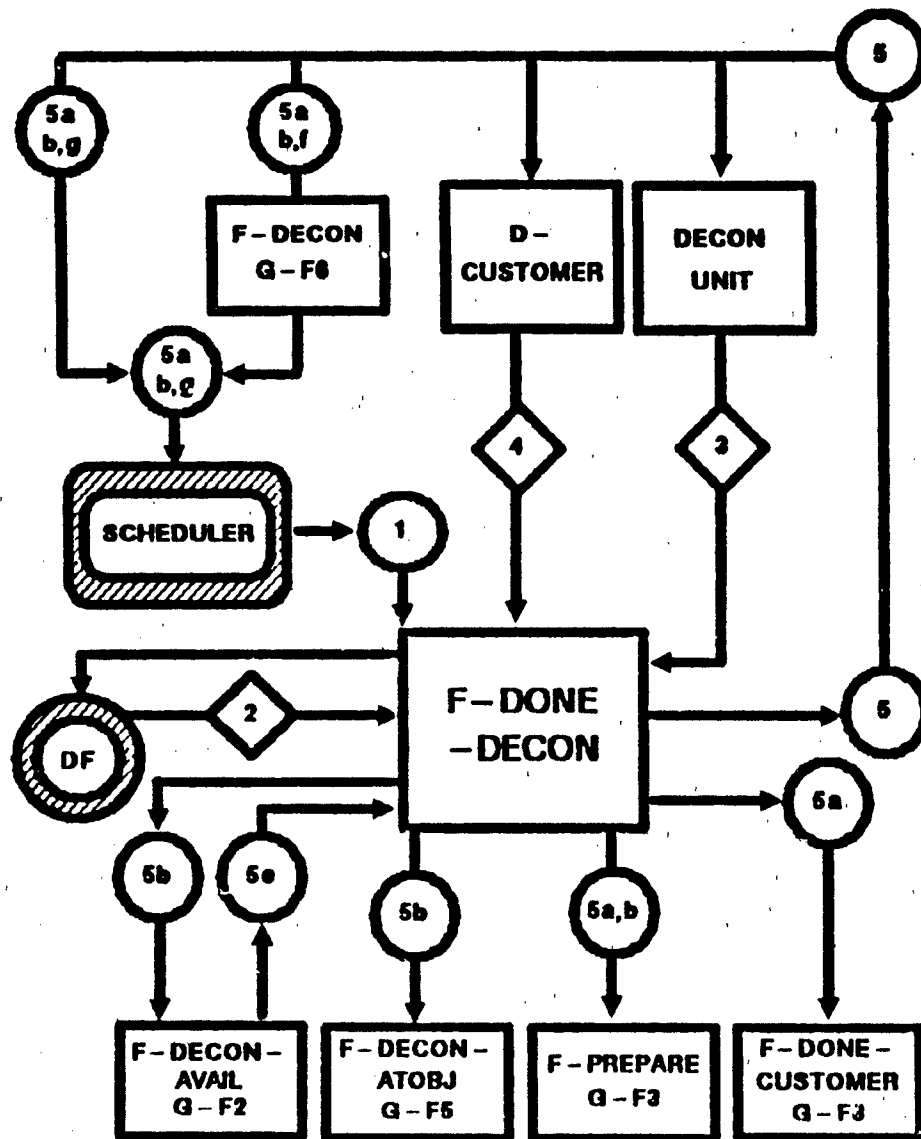 5
5a
b,g
5a
b,f
F-DECON
G-F6
D-
CUSTOMER
DECON
UNIT
5a
b,g
4
3
SCHEDULER
1
2
F-DONE
-DECON
5
DF
5a
5b
5e
5b
5a,b
F-DECON-
AVAIL
G-F2
F-DECON-
ATOBJ
G-F5
F-PREPARE
G-F3
F-DONE-
CUSTOMER
G-F3